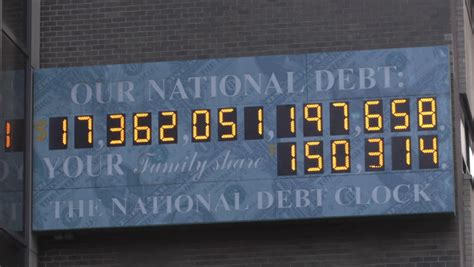 OUR NATIONAL DEBT:
$17,362,051,197,658
YOUR Family share $150,314
THE NATIONAL DEBT CLOCK